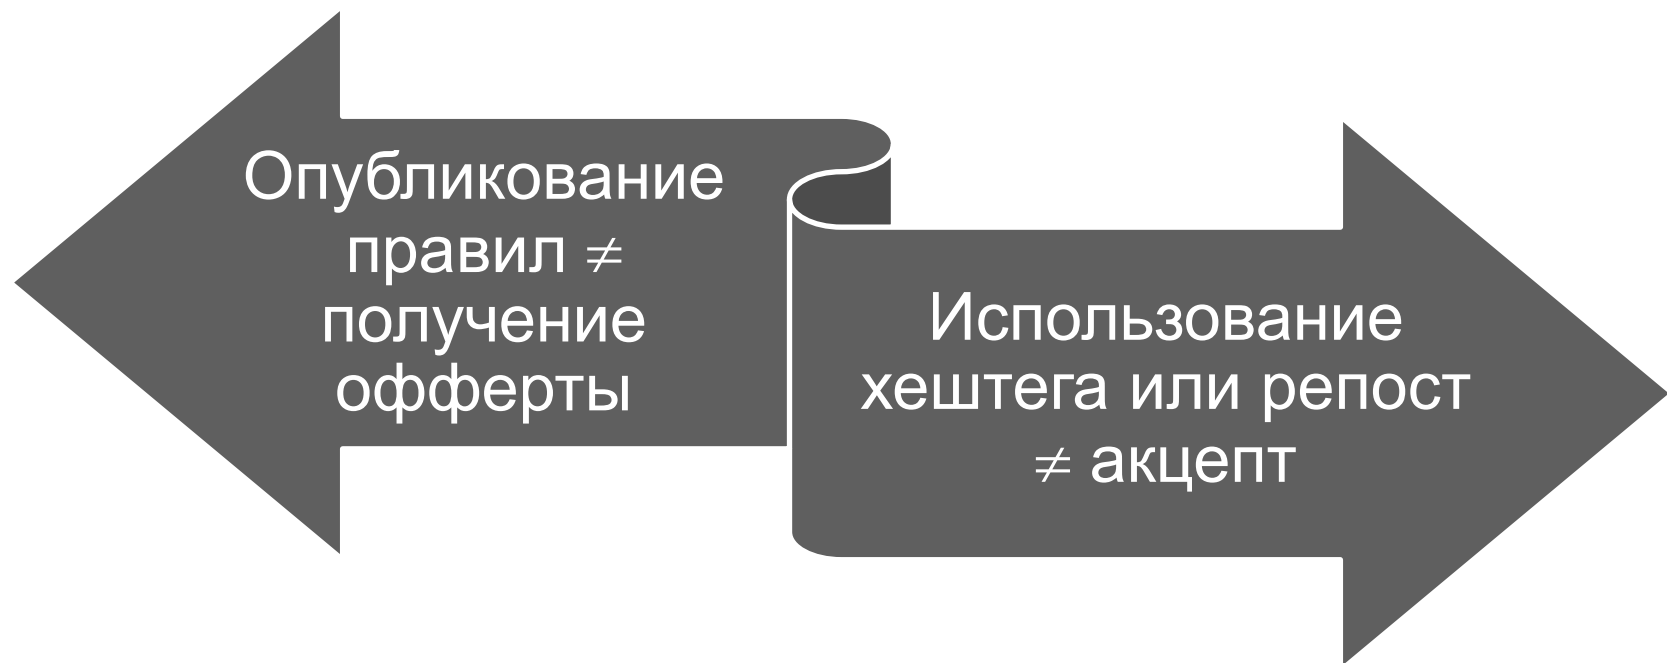 Опубликование
правил ≠
получение
офферты
Использование
хештега или репост
≠ акцепт